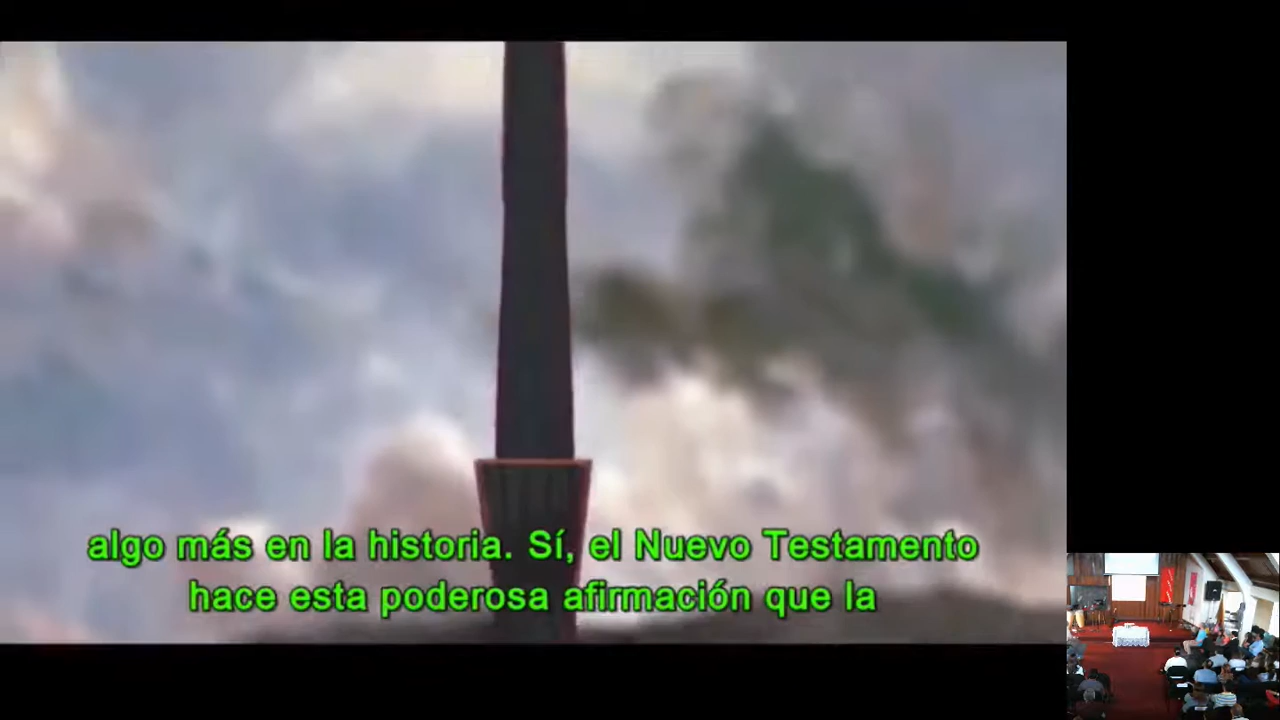 algo más en la historia. Sí, el Nuevo Testamento
hace esta poderosa afirmación que la